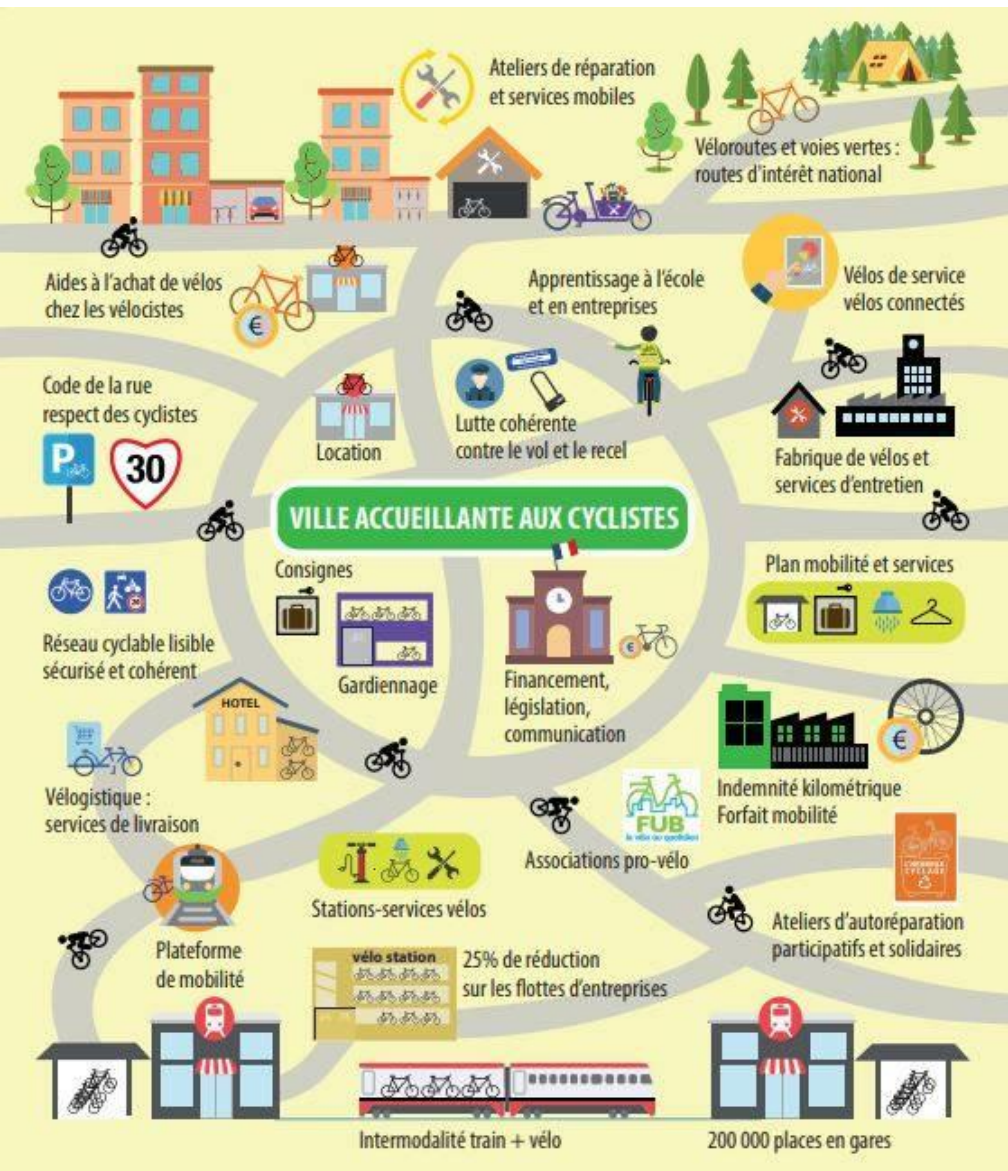 Ateliers de réparation
et services mobiles
Véloroutes et voies vertes :
routes d'intérêt national
Aides à l'achat de vélos
chez les vélocistes
€
Apprentissage à l'école
et en entreprises
Vélos de service
vélos connectés
Code de la rue
respect des cyclistes
P
30
Location
Lutte cohérente
contre le vol et le recel
Fabrique de vélos et
services d'entretien
VILLE ACCUEILLANTE AUX CYCLISTES
Consignes
Plan mobilité et services
Réseau cyclable lisible
sécurisé et cohérent
Gardiennage
€
Financement,
législation,
communication
HOTEL
€
Vélogistique :
services de livraison
Indemnité kilométrique
Forfait mobilité
FUB
le vélo au quotidien
Associations pro-vélo
Stations-services vélos
Ateliers d'autoréparation
participatifs et solidaires
Plateforme
de mobilité
vélo station
25% de réduction
sur les flottes d'entreprises
Intermodalité train + vélo
200 000 places en gares